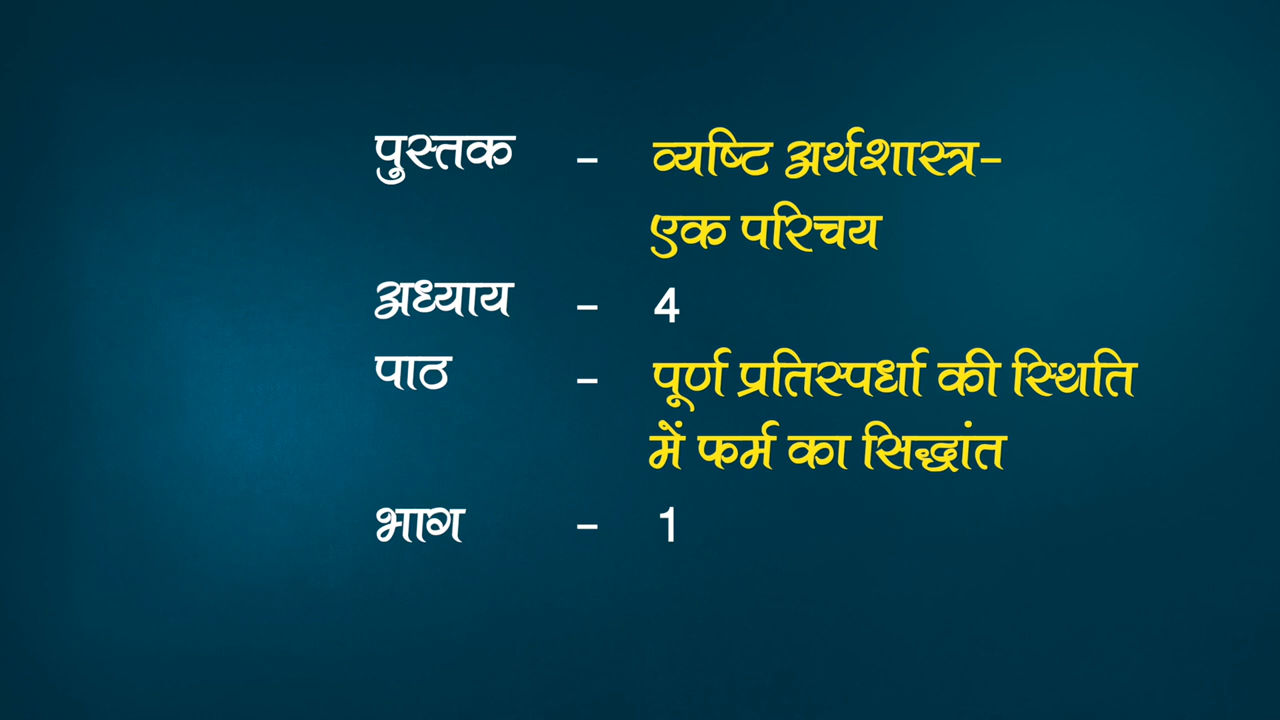 पुस्तक - व्यष्टि अर्थशास्त्र-
एक परिचय
अध्याय - 4
पाठ - पूर्ण प्रतिस्पर्धा की स्थिति
में फर्म का सिद्धांत
भाग - 1